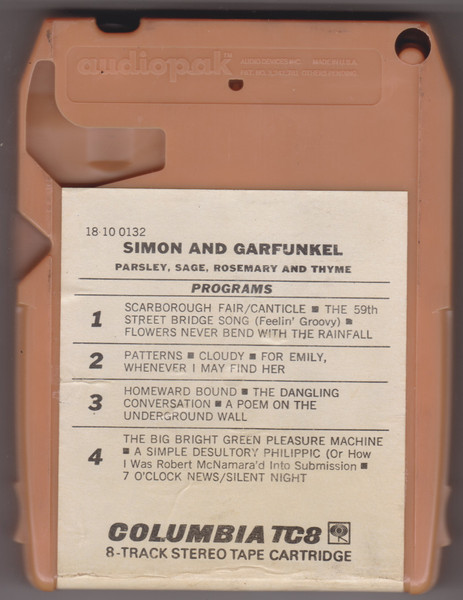 audiopak
MADE IN U.S.A.
18 10 0132
SIMON AND GARFUNKEL
PARSLEY, SAGE, ROSEMARY AND THYME
PROGRAMS
1 SCARBOROUGH FAIR/CANTICLE ■ THE 59th
STREET BRIDGE SONG (Feelin' Groovy) ■
FLOWERS NEVER BEND WITH THE RAINFALL
2 PATTERNS ■ CLOUDY ■ FOR EMILY,
WHENEVER I MAY FIND HER
3 HOMEWARD BOUND ■ THE DANGLING
CONVERSATION ■ A POEM ON THE
UNDERGROUND WALL
4 THE BIG BRIGHT GREEN PLEASURE MACHINE
■ A SIMPLE DESULTORY PHILIPPIC (Or How
I Was Robert McNamara'd Into Submission ■
7 O'CLOCK NEWS/SILENT NIGHT
COLUMBIA TC8
8-TRACK STEREO TAPE CARTRIDGE